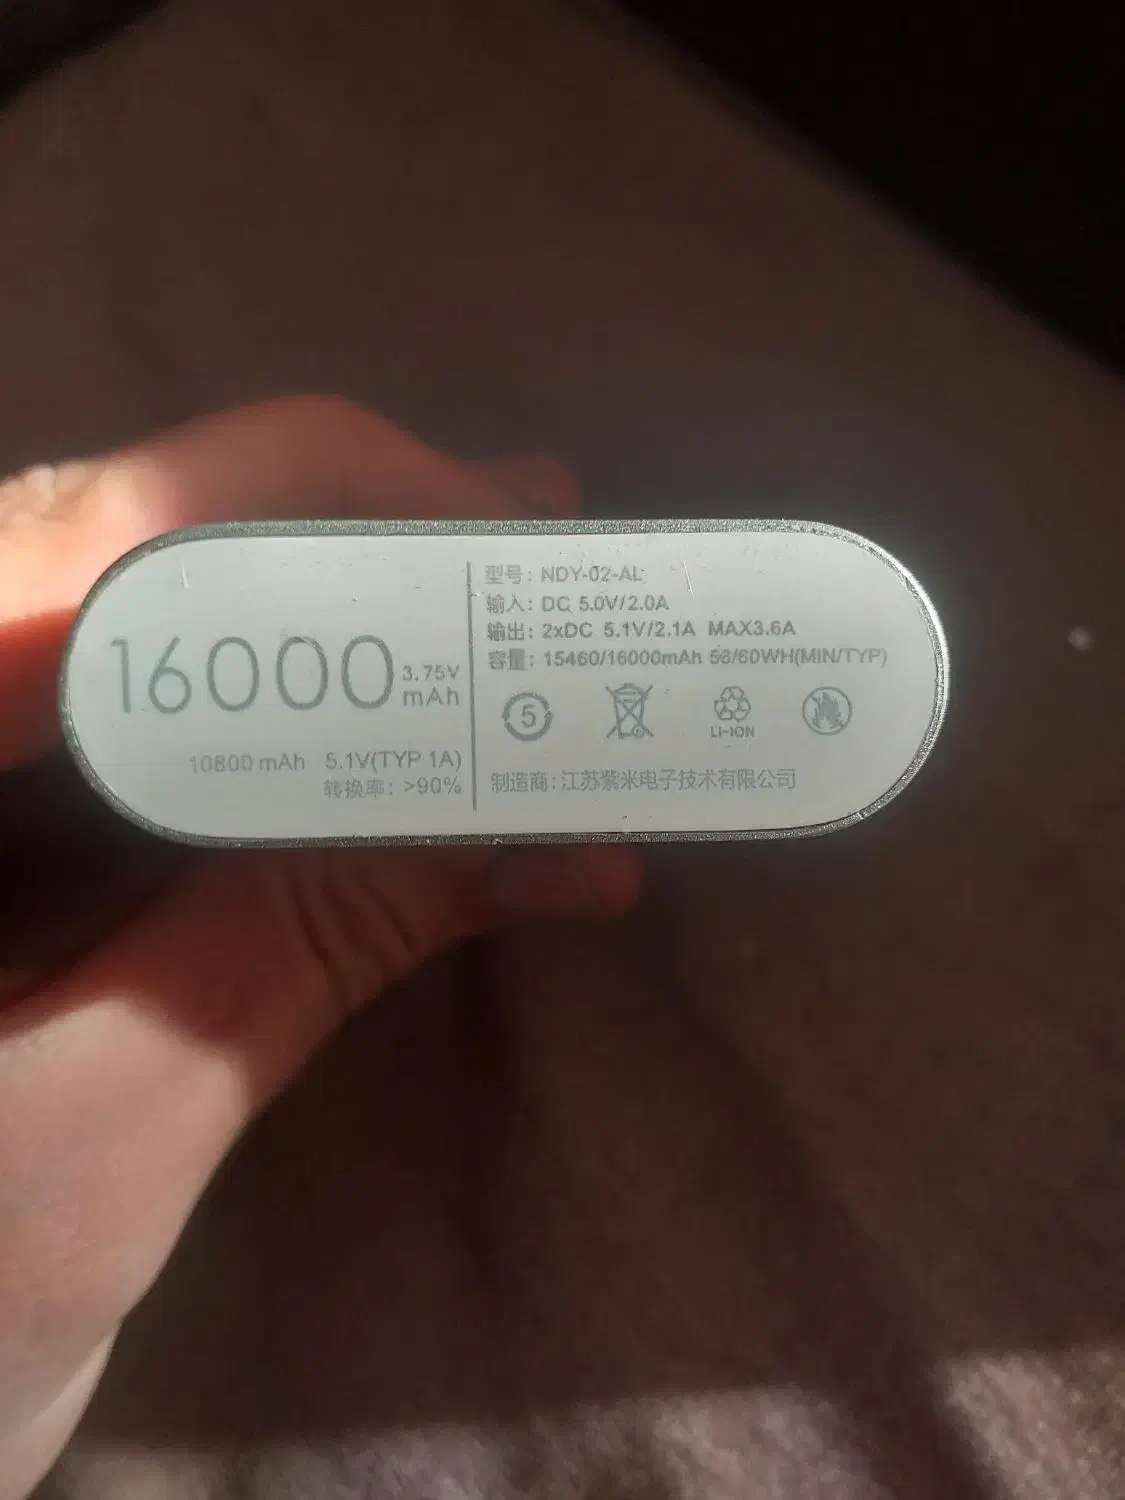 16000
3.75V
mAh
10800 mAh 5.1V(TYP 1A)
转换率：>90%
型号：NDY-02-AL
输入：DC 5.0V/2.0A
输出：2xDC 5.1V/2.1A MAX3.6A
容量：15460/16000mAh 58/60WH(MIN/TYP)
5
LI-ION
制造商：江苏紫米电子技术有限公司